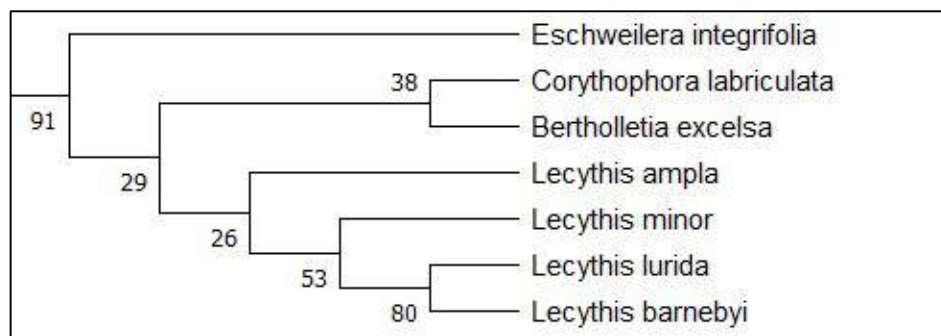 Eschweilera integrifolia
38
Corythophora labriculata
91
Bertholletia excelsa
29
Lecythis ampla
26
Lecythis minor
53
Lecythis lurida
80
Lecythis barnebyi